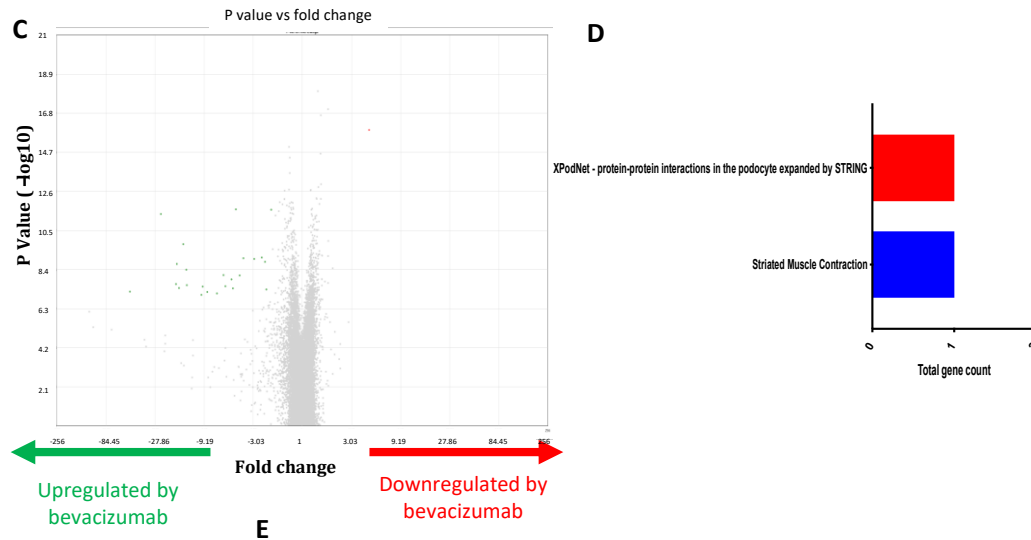 C
P value vs fold change
P Value ( -log10)
21
18.9
16.8
14.7
12.6
10.5
8.4
6.3
4.2
2.1
-256 -84.45 -27.86 -9.19 -3.03 1 3.03 9.19 27.86 84.45 256
Fold change
Upregulated by
bevacizumab
Downregulated by
bevacizumab
D
XPodNet - protein-protein interactions in the podocyte expanded by STRING
Striated Muscle Contraction
0 1
Total gene count
E